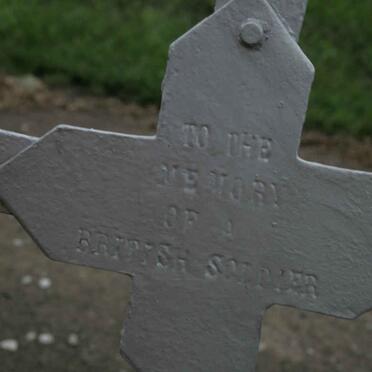 TO THE
MEMORY
OF A
BRITISH SOLDIER